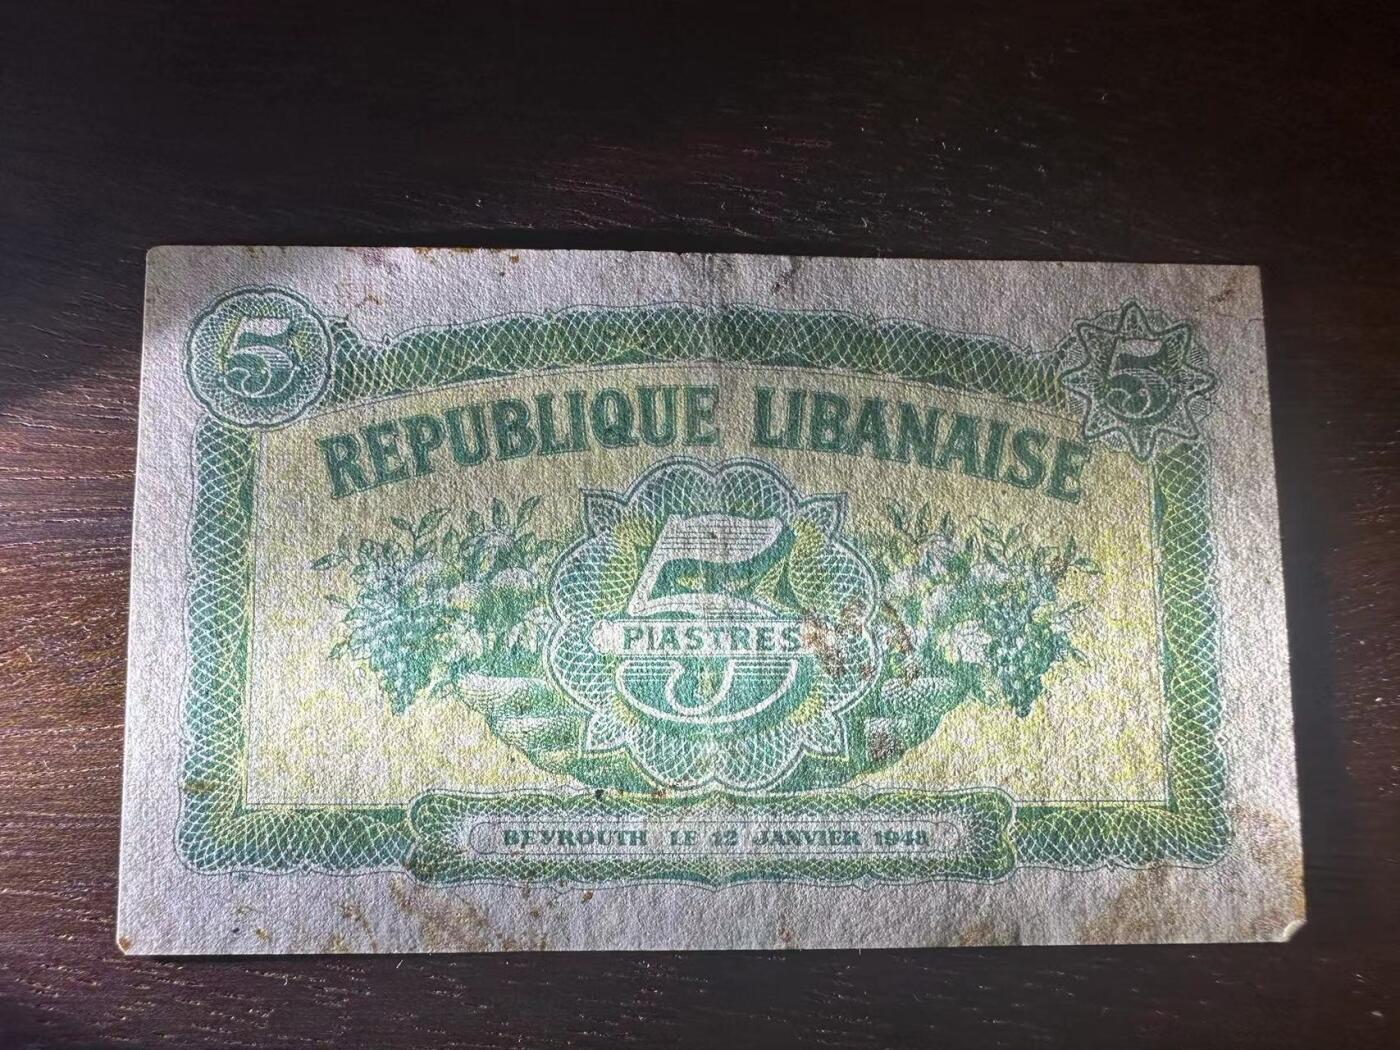 5 5
REPUBLIQUE LIBANAISE
5
PIASTRES
BEYROUTH LE 12 JANVIER 1948